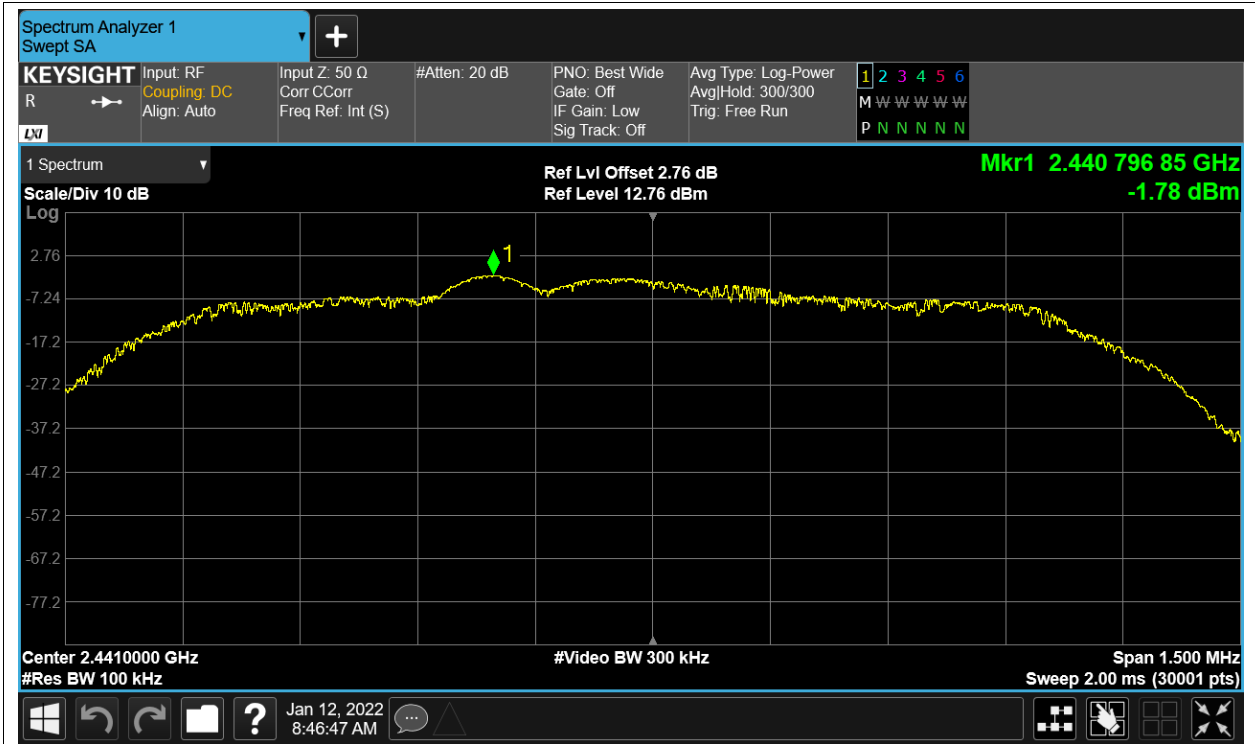 Spectrum Analyzer 1
Swept SA
KEYSIGHT
R
LXI
Input: RF
Coupling: DC
Align: Auto
Input Z: 50 Ω
Corr CCorr
Freq Ref: Int (S)
#Atten: 20 dB
PNO: Best Wide
Gate: Off
IF Gain: Low
Sig Track: Off
Avg Type: Log-Power
Avg|Hold: 300/300
Trig: Free Run
1 2 3 4 5 6
M W W W W W
P N N N N N
1 Spectrum
Scale/Div 10 dB
Log
Ref Lvl Offset 2.76 dB
Ref Level 12.76 dBm
Mkr1 2.440 796 85 GHz
-1.78 dBm
1
2.76
-7.24
-17.2
-27.2
-37.2
-47.2
-57.2
-67.2
-77.2
Center 2.4410000 GHz
#Res BW 100 kHz
#Video BW 300 kHz
Span 1.500 MHz
Sweep 2.00 ms (30001 pts)
?
Jan 12, 2022
8:46:47 AM